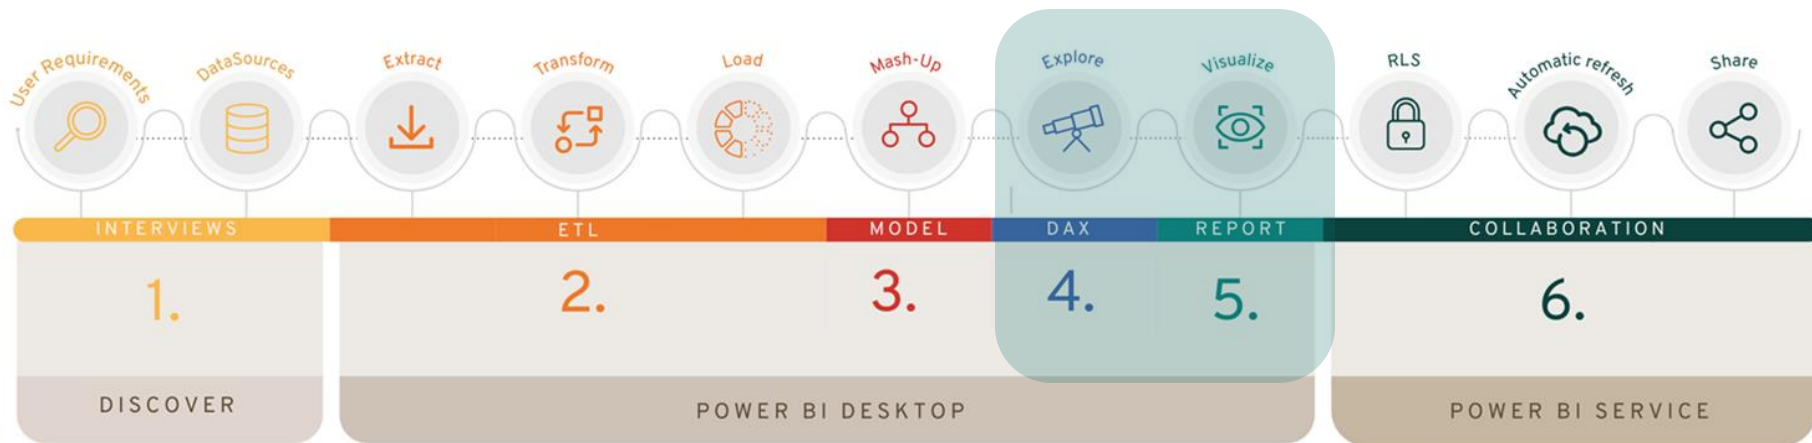 User Requirements
DataSources
Extract
Transform
Load
Mash-Up
Explore
Visualize
RLS
Automatic refresh
Share
INTERVIEWS
ETL
MODEL
DAX
REPORT
COLLABORATION
1.
2.
3.
4.
5.
6.
DISCOVER
POWER BI DESKTOP
POWER BI SERVICE